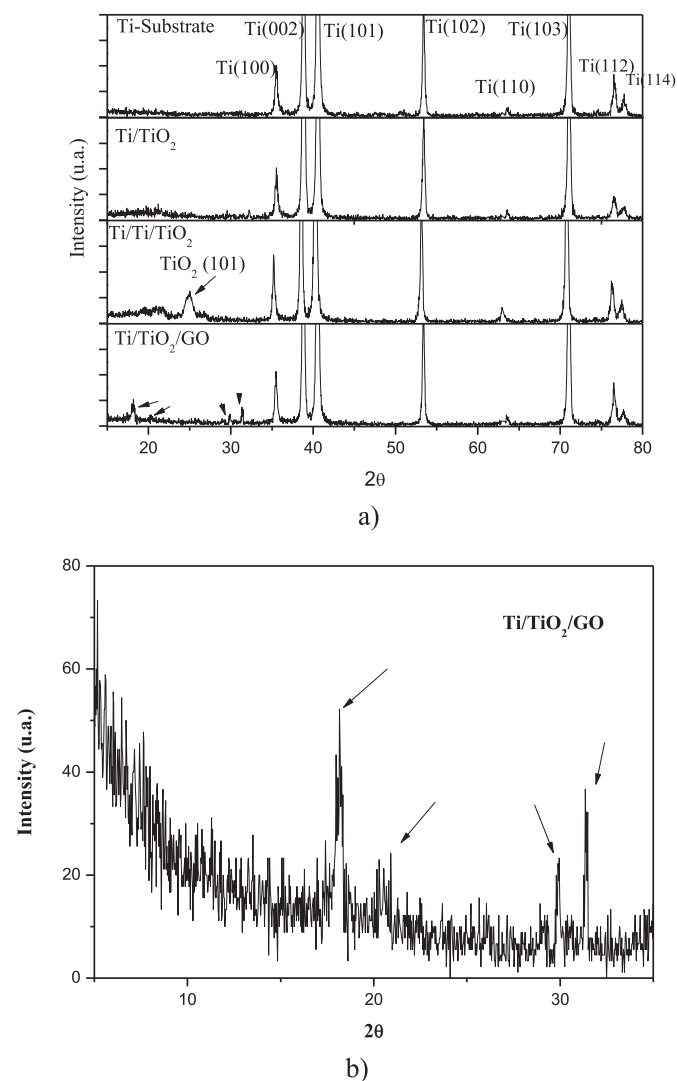 Ti-Substrate
Ti(002)
Ti(101)
Ti(102)
Ti(103)
Ti(100)
Ti(110)
Ti(112)
Ti(114)
Ti/TiO₂
Ti/Ti/TiO₂
TiO₂ (101)
Ti/TiO₂/GO
Intensity (u.a.)
20 30 40 50 60 70 80
2θ
a)
80
60
40
20
0
Ti/TiO₂/GO
Intensity (u.a.)
10 20 30
2θ
b)